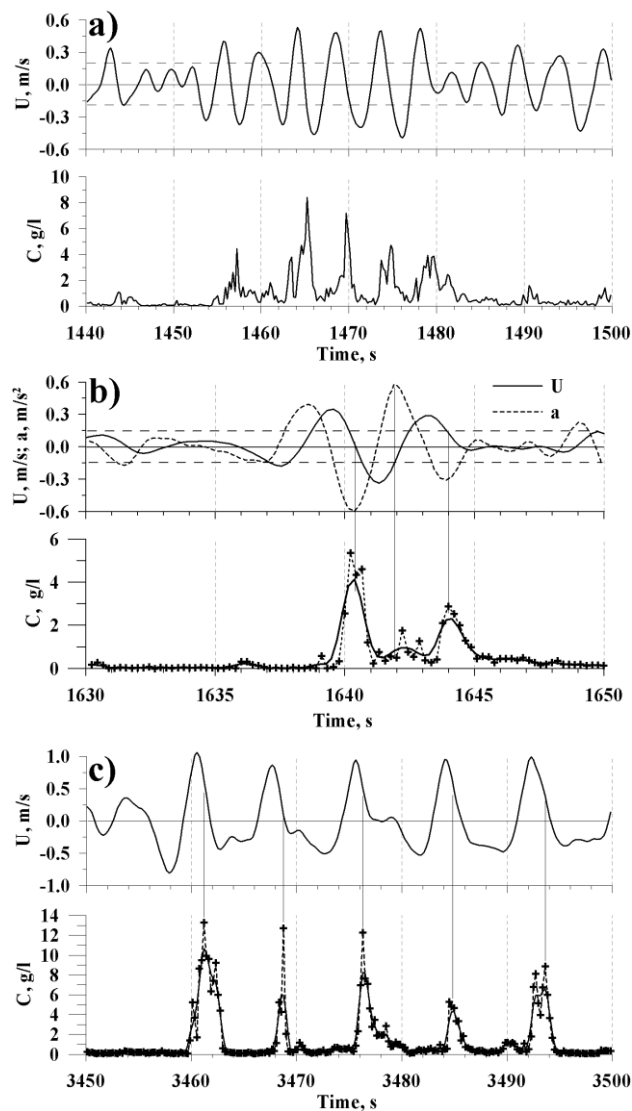 a)
U, m/s
0.6
0.3
0.0
-0.3
-0.6
C, g/l
10
8
6
4
2
0
1440 1450 1460 1470 1480 1490 1500
Time, s
b)
U, m/s; a, m/s²
0.6
0.3
0.0
-0.3
-0.6
U
a
C, g/l
6
4
2
0
1630 1635 1640 1645 1650
Time, s
c)
U, m/s
1.0
0.5
0.0
-0.5
-1.0
C, g/l
14
12
10
8
6
4
2
0
3450 3460 3470 3480 3490 3500
Time, s